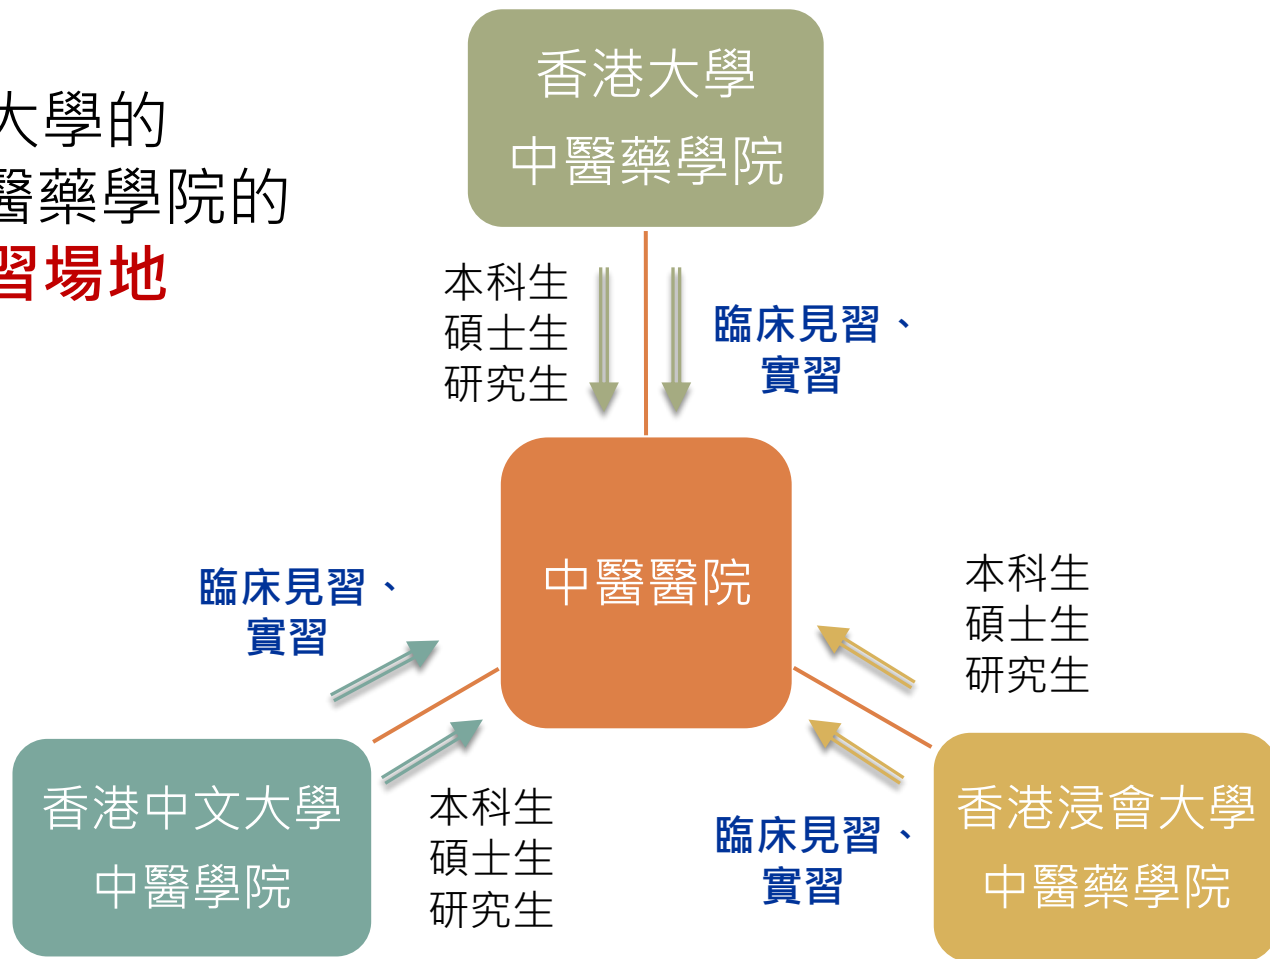 香港大學
中醫藥學院
大學的
醫藥學院的
習場地
本科生
碩士生
研究生
臨床見習、
實習
中醫醫院
臨床見習、
實習
本科生
碩士生
研究生
香港中文大學
中醫學院
本科生
碩士生
研究生
臨床見習、
實習
香港浸會大學
中醫藥學院